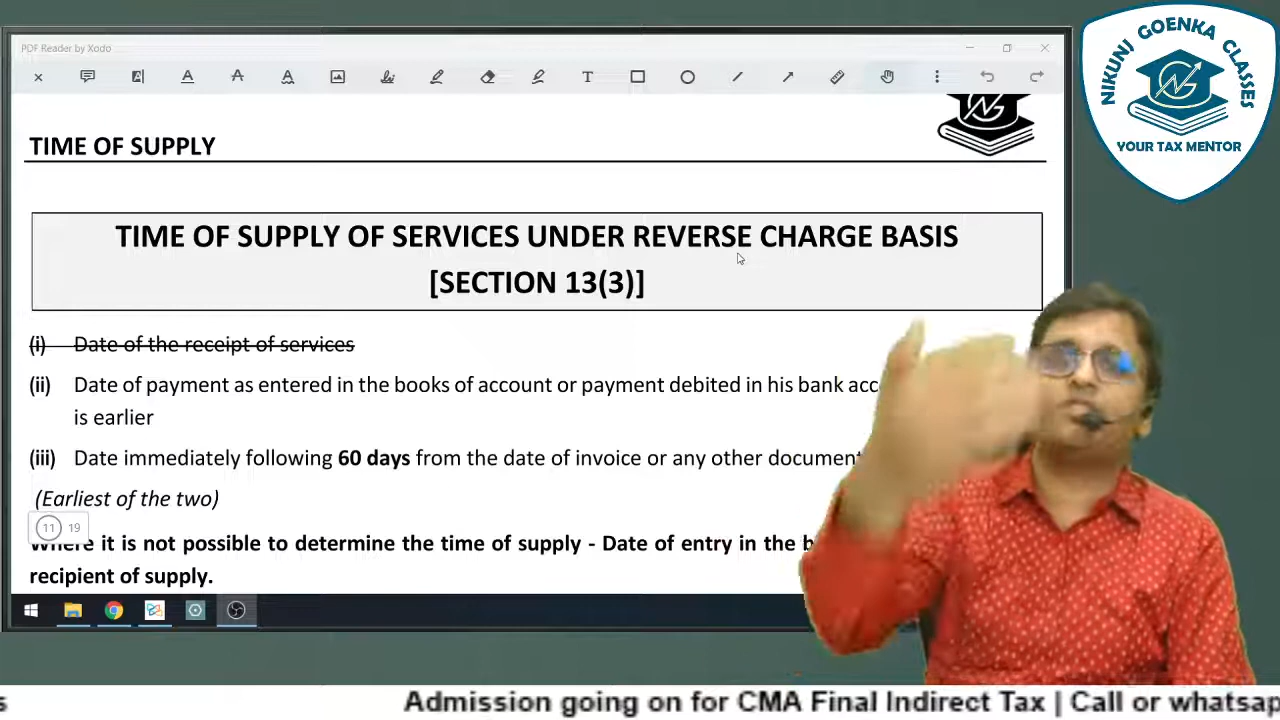 PDF Reader by Xodo
NIKUNJ GOENKA CLASSES
YOUR TAX MENTOR
TIME OF SUPPLY
TIME OF SUPPLY OF SERVICES UNDER REVERSE CHARGE BASIS
[SECTION 13(3)]
(i) Date of the receipt of services
(ii) Date of payment as entered in the books of account or payment debited in his bank
is earlier
(iii) Date immediately following 60 days from the date of invoice or any other document
(Earliest of the two)
11 19
Where it is not possible to determine the time of supply - Date of entry in the
recipient of supply.
s Admission going on for CMA Final Indirect Tax | Call or whatsap